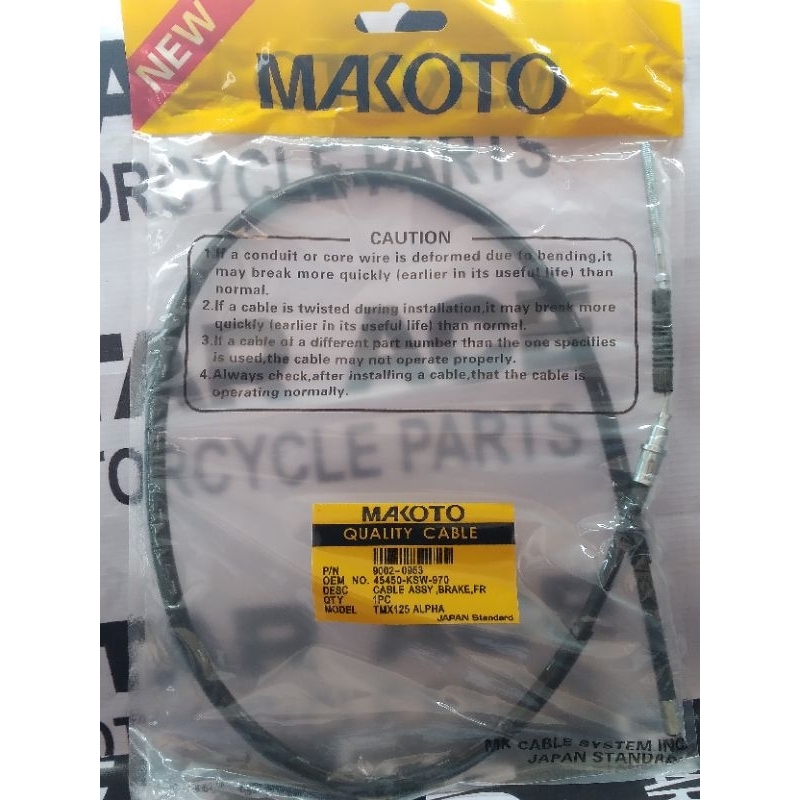 NEW
MAKOTO
ORCYCLE PARTS
CAUTION
1.If a conduit or core wire is deformed due to bending,it
may break more quickly (earlier in its useful life) than
normal.
2.If a cable is twisted during installation,it may break more
quickly (earlier in its useful life) than normal.
3.If a cable of a different part number than the one specifies
is used,the cable may not operate properly.
4.Always check,after installing a cable,that the cable is
operating normally.
TORCYCLE PARTS
MAKOTO
QUALITY CABLE
P/N 9002-0953
OEM NO. 45450-KSW-970
DESC CABLE ASSY,BRAKE,FR
QTY 1PC
MODEL TMX125 ALPHA
JAPAN Standard
MK CABLE SYSTEM INC.
JAPAN STANDARD